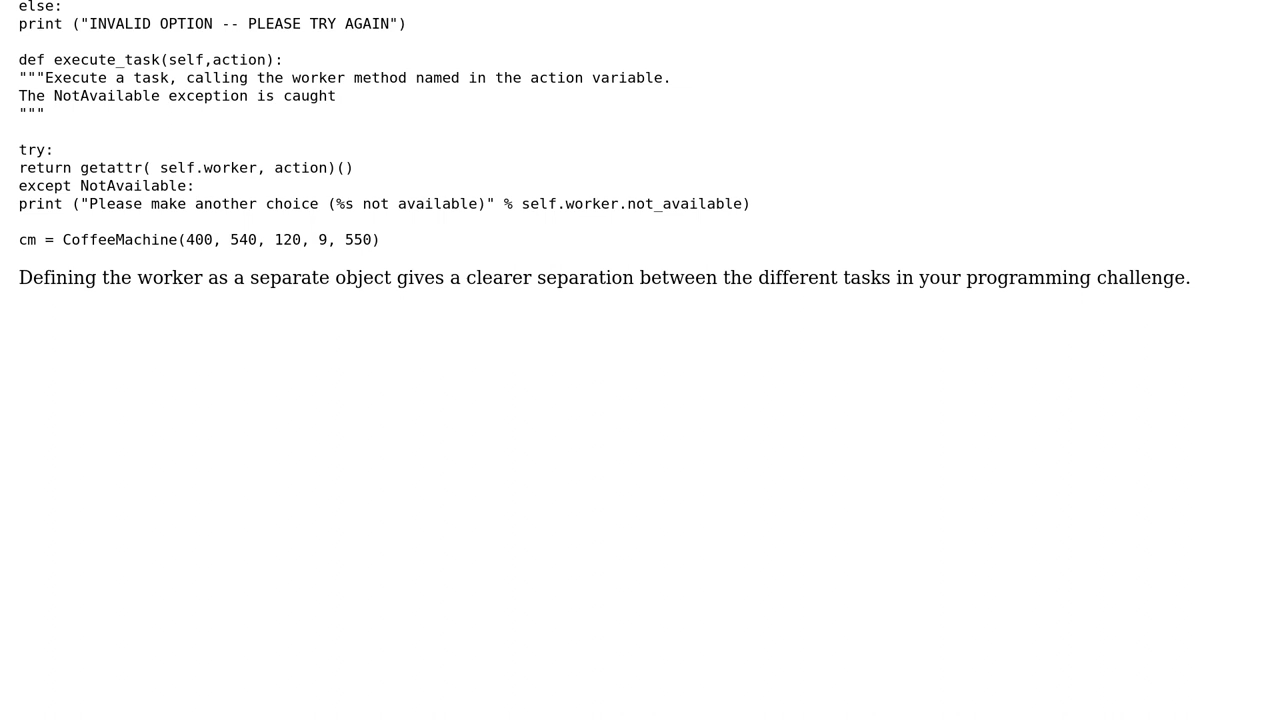 else:
print ("INVALID OPTION -- PLEASE TRY AGAIN")
def execute_task(self,action):
"""Execute a task, calling the worker method named in the action variable.
The NotAvailable exception is caught
"""
try:
return getattr( self.worker, action)()
except NotAvailable:
print ("Please make another choice (%s not available)" % self.worker.not_available)
cm = CoffeeMachine(400, 540, 120, 9, 550)
Defining the worker as a separate object gives a clearer separation between the different tasks in your programming challenge.